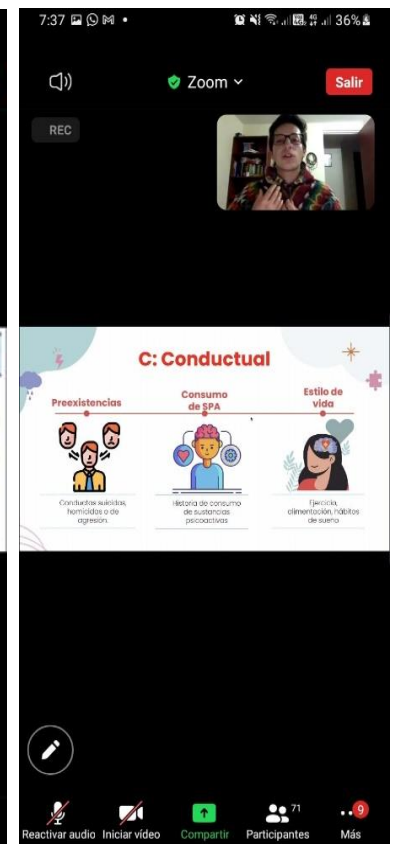 7:37
36%
Zoom
Salir
REC
C: Conductual
Preexistencias
Consumo
de SPA
Estilo de
vida
Conductas suicidas,
homicidas o de
agresión.
Historia de consumo
de sustancias
psicoactivas
Ejercicio,
alimentación, hábitos
de sueño
71
9
Reactivar audio
Iniciar vídeo
Compartir
Participantes
Más